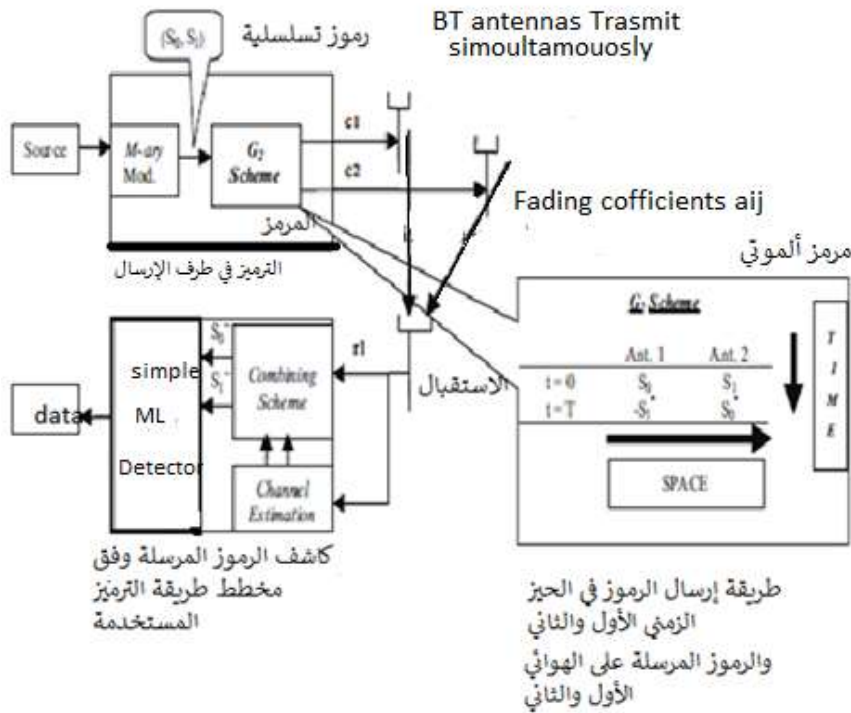 BT antennas Trasmit
simoultamouosly
(S0, S1)
رموز تسلسلية
Source
M-ary
Mod.
G2
Scheme
c1
c2
المرمز
الترميز في طرف الإرسال
Fading cofficients aij
مرمز ألموتي
G2 Scheme
Ant. 1 Ant. 2
t = 0 S0 S1
t = T -S1* S0*
TIME
SPACE
data
simple
ML
Detector
Combining
Scheme
Channel
Estimation
r1
الاستقبال
كاشف الرموز المرسلة وفق
مخطط طريقة الترميز
المستخدمة
طريقة إرسال الرموز في الحيز
الزمني الأول والثاني
والرموز المرسلة على الهوائي
الأول والثاني